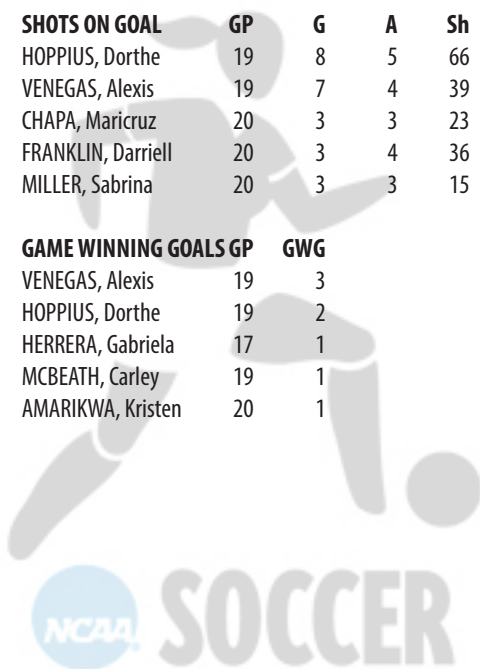 SHOTS ON GOAL GP G A Sh
HOPPIUS, Dorthe 19 8 5 66
VENEGAS, Alexis 19 7 4 39
CHAPA, Maricruz 20 3 3 23
FRANKLIN, Darriell 20 3 4 36
MILLER, Sabrina 20 3 3 15
GAME WINNING GOALS GP GWG
VENEGAS, Alexis 19 3
HOPPIUS, Dorthe 19 2
HERRERA, Gabriela 17 1
MCBEATH, Carley 19 1
AMARIKWA, Kristen 20 1
NCAA SOCCER